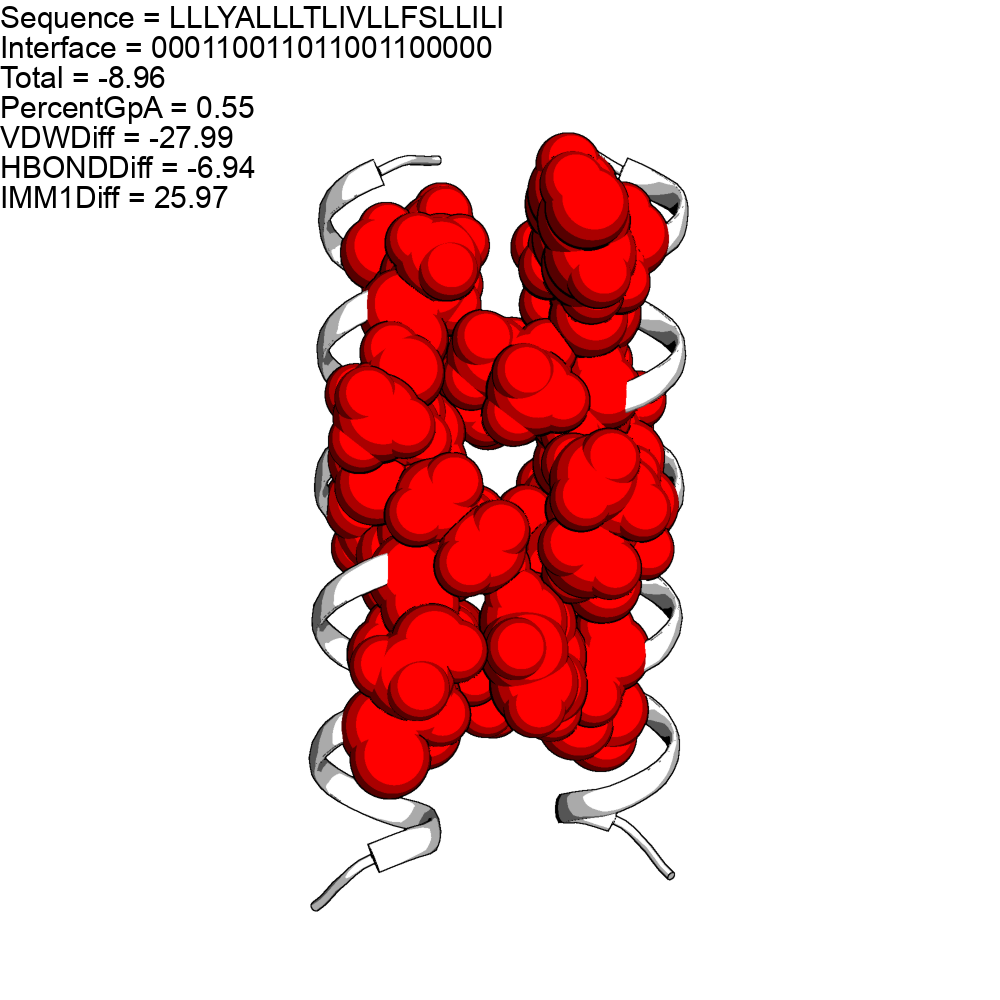 Sequence = LLLYALLLTLIVLLFSLLILI
Interface = 000110011011001100000
Total = -8.96
PercentGpA = 0.55
VDWDiff = -27.99
HBONDDiff = -6.94
IMM1Diff = 25.97